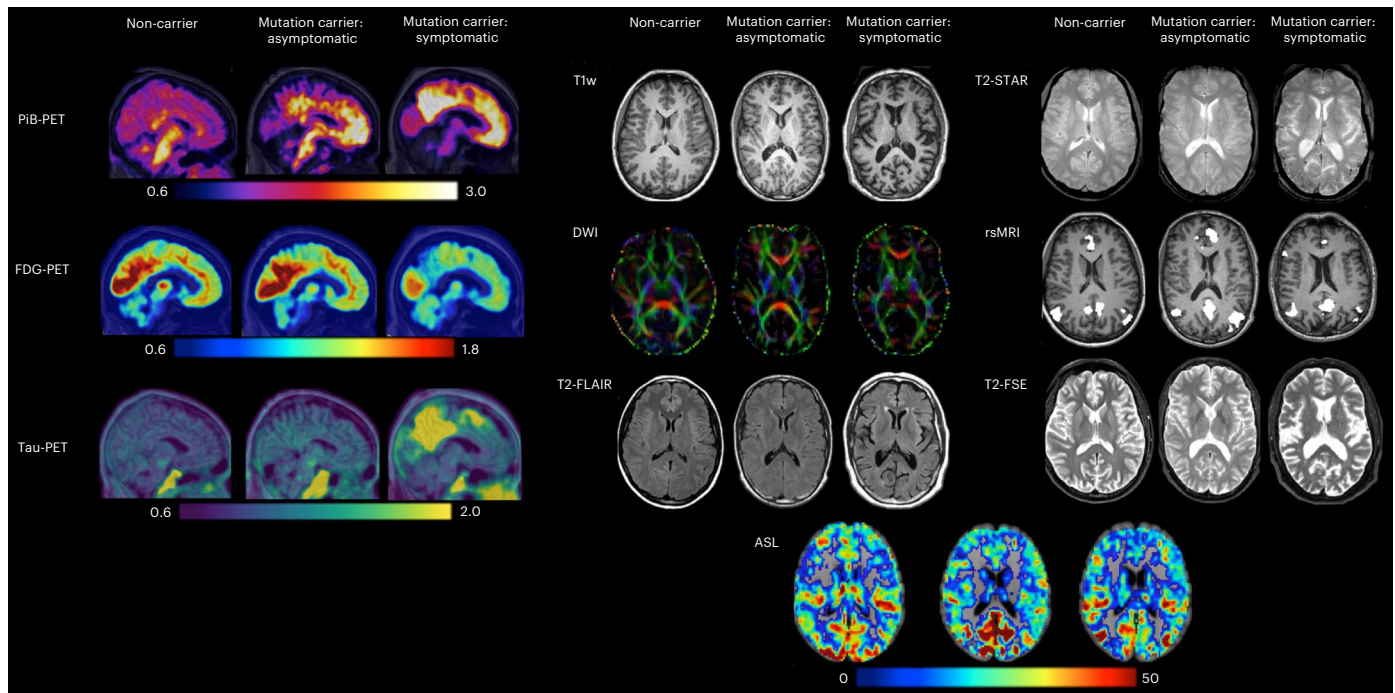 Non-carrier
Mutation carrier:
asymptomatic
Mutation carrier:
symptomatic
PiB-PET
0.6
3.0
FDG-PET
0.6
1.8
Tau-PET
0.6
2.0
Non-carrier
Mutation carrier:
asymptomatic
Mutation carrier:
symptomatic
T1w
DWI
T2-FLAIR
Non-carrier
Mutation carrier:
asymptomatic
Mutation carrier:
symptomatic
T2-STAR
rsMRI
T2-FSE
ASL
0
50